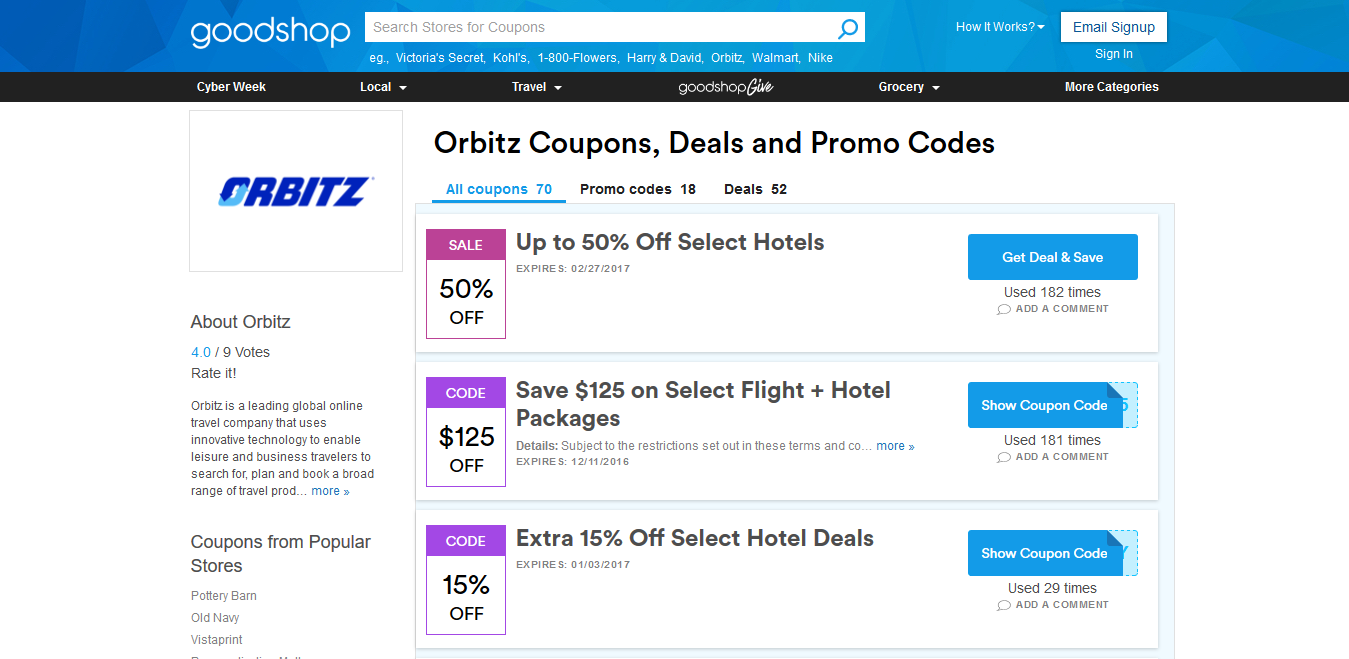 goodshop
Search Stores for Coupons
How It Works?
Email Signup
eg., Victoria's Secret, Kohl's, 1-800-Flowers, Harry & David, Orbitz, Walmart, Nike
Sign In
Cyber Week
Local
Travel
goodshop Give
Grocery
More Categories
ORBITZ
Orbitz Coupons, Deals and Promo Codes
All coupons 70
Promo codes 18
Deals 52
SALE
50%
OFF
Up to 50% Off Select Hotels
EXPIRES: 02/27/2017
Get Deal & Save
Used 182 times
ADD A COMMENT
CODE
$125
OFF
Save $125 on Select Flight + Hotel
Packages
Details: Subject to the restrictions set out in these terms and co... more »
EXPIRES: 12/11/2016
Show Coupon Code
Used 181 times
ADD A COMMENT
CODE
15%
OFF
Extra 15% Off Select Hotel Deals
EXPIRES: 01/03/2017
Show Coupon Code
Used 29 times
ADD A COMMENT
About Orbitz
4.0 / 9 Votes
Rate it!
Orbitz is a leading global online
travel company that uses
innovative technology to enable
leisure and business travelers to
search for, plan and book a broad
range of travel prod... more »
Coupons from Popular
Stores
Pottery Barn
Old Navy
Vistaprint